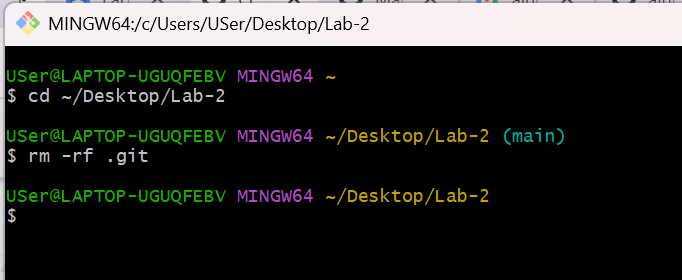 MINGW64:/c/Users/USer/Desktop/Lab-2
USer@LAPTOP-UGUQFEBV MINGW64 ~
$ cd ~/Desktop/Lab-2
USer@LAPTOP-UGUQFEBV MINGW64 ~/Desktop/Lab-2 (main)
$ rm -rf .git
USer@LAPTOP-UGUQFEBV MINGW64 ~/Desktop/Lab-2
$